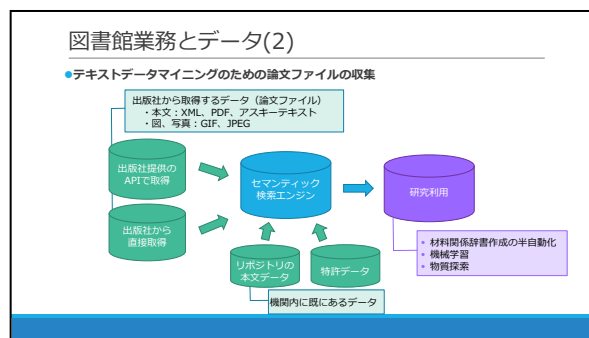 図書館業務とデータ(2)
●テキストデータマイニングのための論文ファイルの収集
出版社から取得するデータ（論文ファイル）
・本文：XML、PDF、アスキーテキスト
・図、写真：GIF、JPEG
出版社提供の
APIで取得
セマンティック
検索エンジン
研究利用
出版社から
直接取得
• 材料関係辞書作成の半自動化
• 機械学習
• 物質探索
リポジトリの
本文データ
特許データ
機関内に既にあるデータ